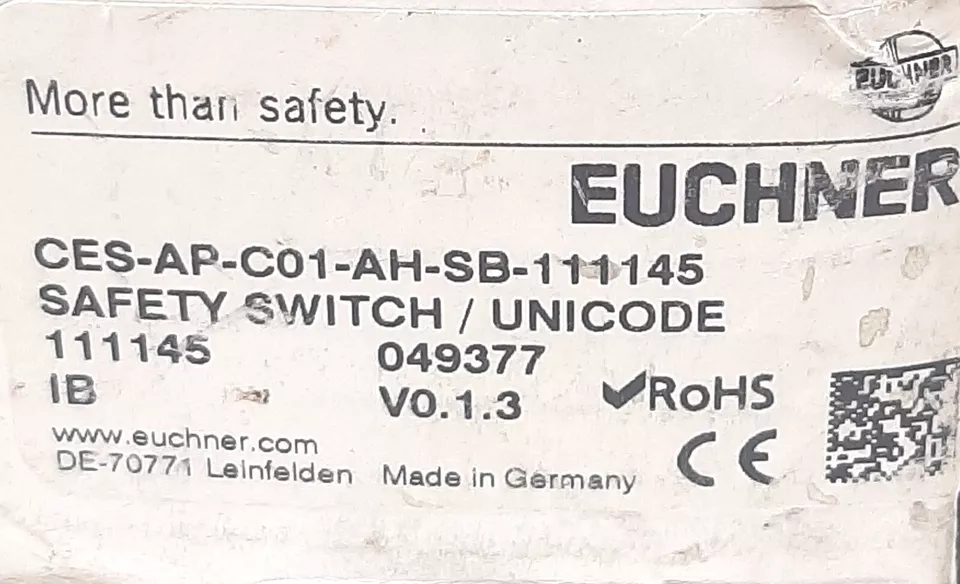 More than safety.
EUCHNER
EUCHNER
CES-AP-C01-AH-SB-111145
SAFETY SWITCH / UNICODE
111145 049377
IB V0.1.3 ✔RoHS
www.euchner.com
DE-70771 Leinfelden Made in Germany CE